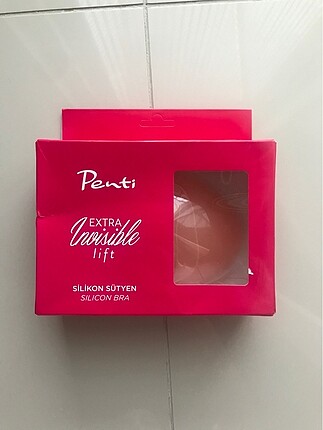 Penti
EXTRA
Invisible
lift
SİLİKON SÜTYEN
SILICON BRA